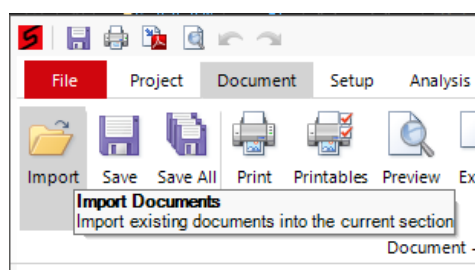 File Project Document Setup Analysis
Import Save Save All Print Printables Preview
Import Documents
Import existing documents into the current section
Document